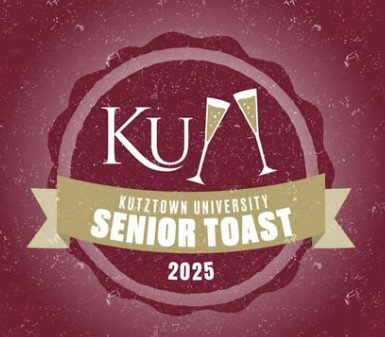 KU
KUTZTOWN UNIVERSITY
SENIOR TOAST
2025